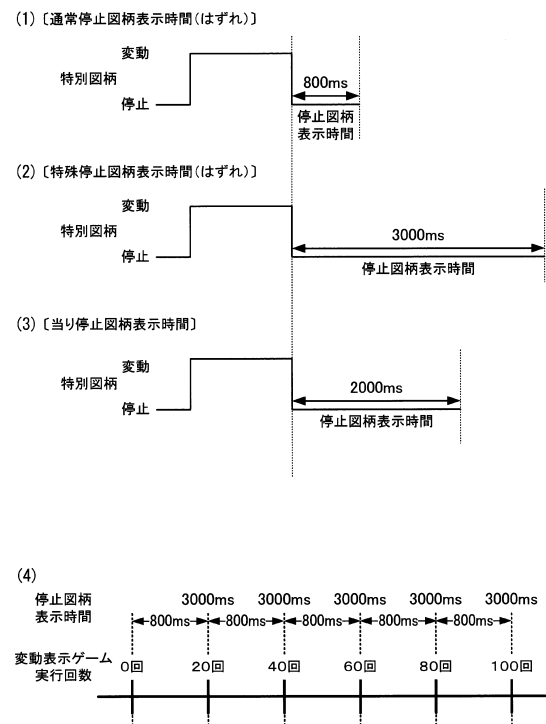 (1)〔通常停止図柄表示時間(はずれ)〕
変動
特別図柄
停止
800ms
停止図柄
表示時間
(2)〔特殊停止図柄表示時間(はずれ)〕
変動
特別図柄
停止
3000ms
停止図柄表示時間
(3)〔当り停止図柄表示時間〕
変動
特別図柄
停止
2000ms
停止図柄表示時間
(4)
停止図柄
表示時間
3000ms 3000ms 3000ms 3000ms 3000ms
800ms 800ms 800ms 800ms 800ms
変動表示ゲーム
実行回数
0回 20回 40回 60回 80回 100回